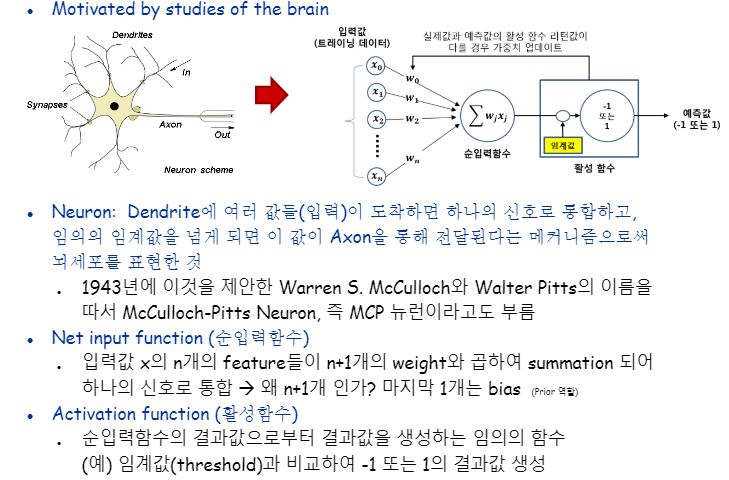 Motivated by studies of the brain
Dendrites
In
Synapses
Axon
Out
Neuron scheme
입력값
(트레이닝 데이터)
실제값과 예측값의 활성 함수 리턴값이
다를 경우 가중치 업데이트
x₀
w₀
x₁
w₁
x₂
w₂
wₙ
xₙ
∑ wⱼxⱼ
순입력함수
-1
또는
1
임계값
활성 함수
예측값
(-1 또는 1)
Neuron: Dendrite에 여러 값들(입력)이 도착하면 하나의 신호로 통합하고,
임의의 임계값을 넘게 되면 이 값이 Axon을 통해 전달된다는 메커니즘으로써
뇌세포를 표현한 것
1943년에 이것을 제안한 Warren S. McCulloch와 Walter Pitts의 이름을
따서 McCulloch-Pitts Neuron, 즉 MCP 뉴런이라고도 부름
Net input function (순입력함수)
입력값 x의 n개의 feature들이 n+1개의 weight와 곱하여 summation 되어
하나의 신호로 통합 → 왜 n+1개 인가? 마지막 1개는 bias (Prior 역할)
Activation function (활성함수)
순입력함수의 결과값으로부터 결과값을 생성하는 임의의 함수
(예) 임계값(threshold)과 비교하여 -1 또는 1의 결과값 생성